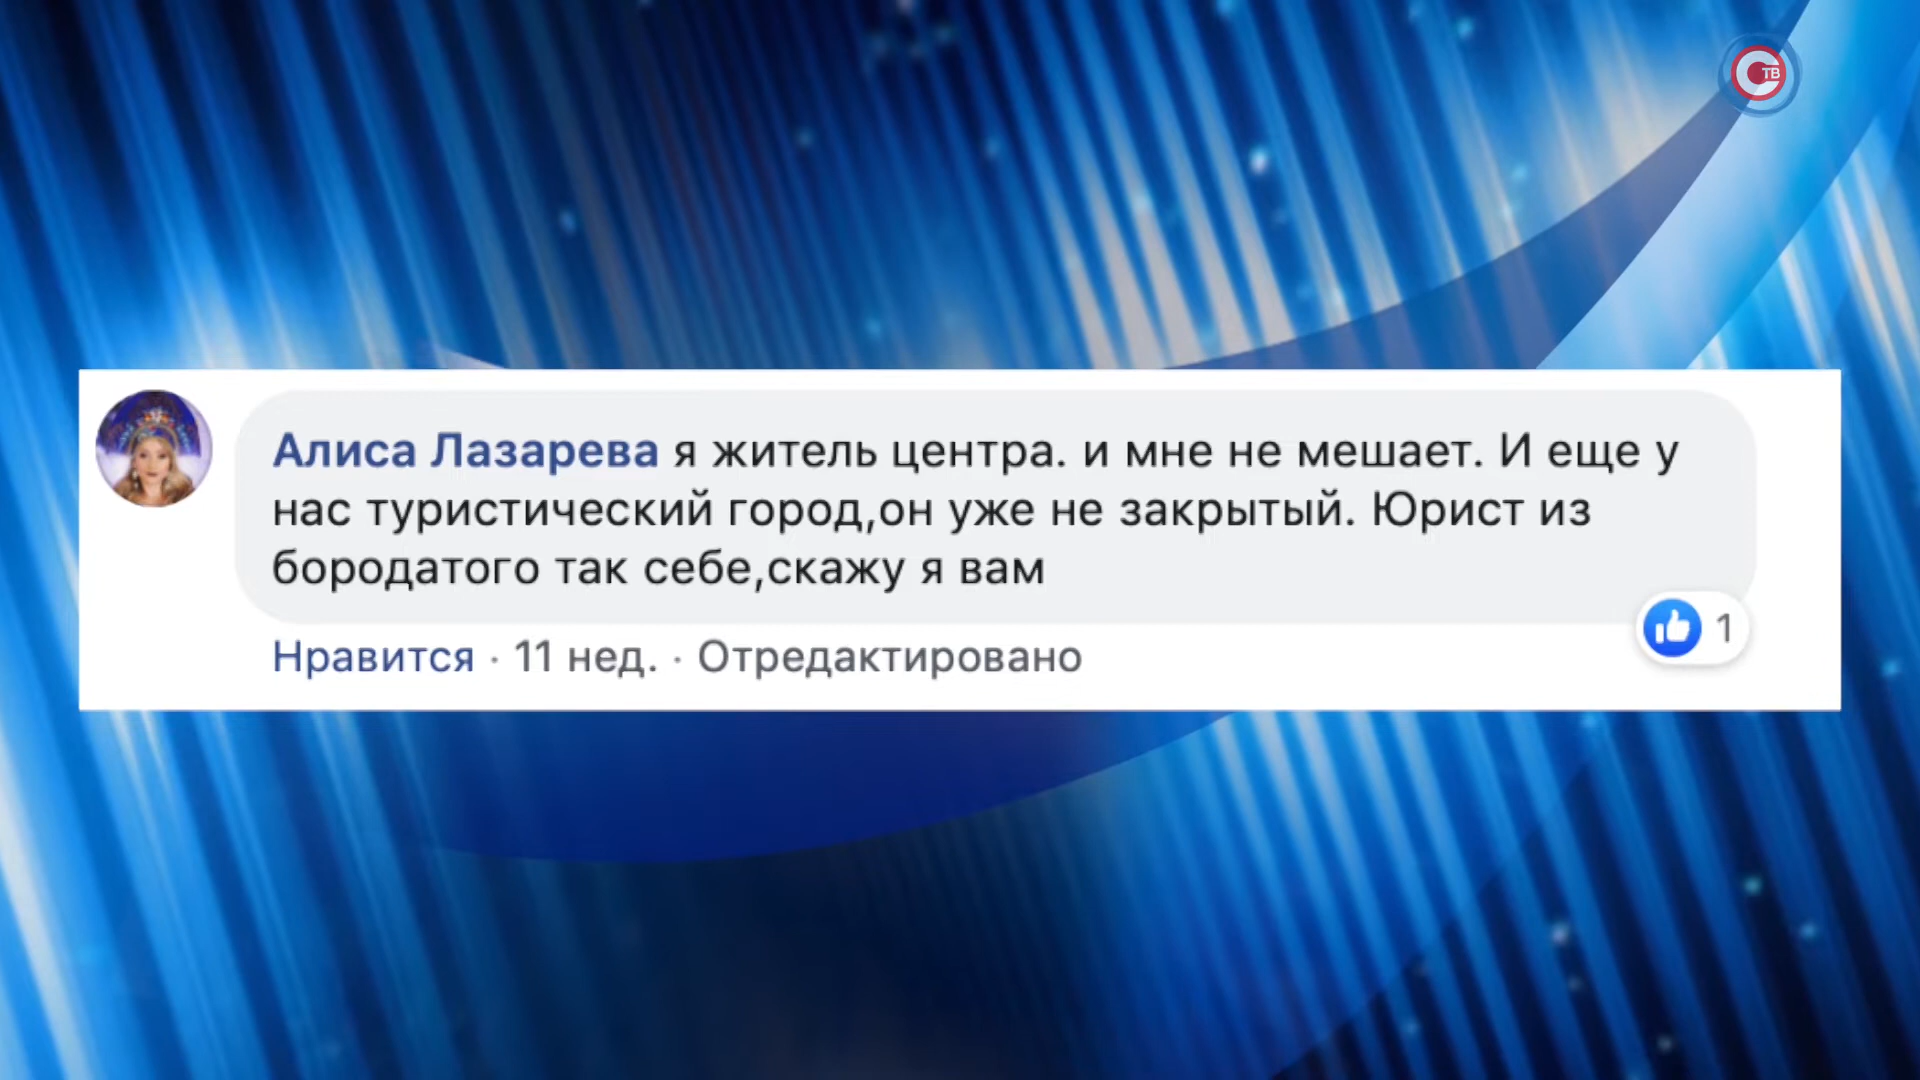 ТВ
Алиса Лазарева я житель центра. и мне не мешает. И еще у
нас туристический город,он уже не закрытый. Юрист из
бородатого так себе,скажу я вам
1
Нравится · 11 нед. · Отредактировано